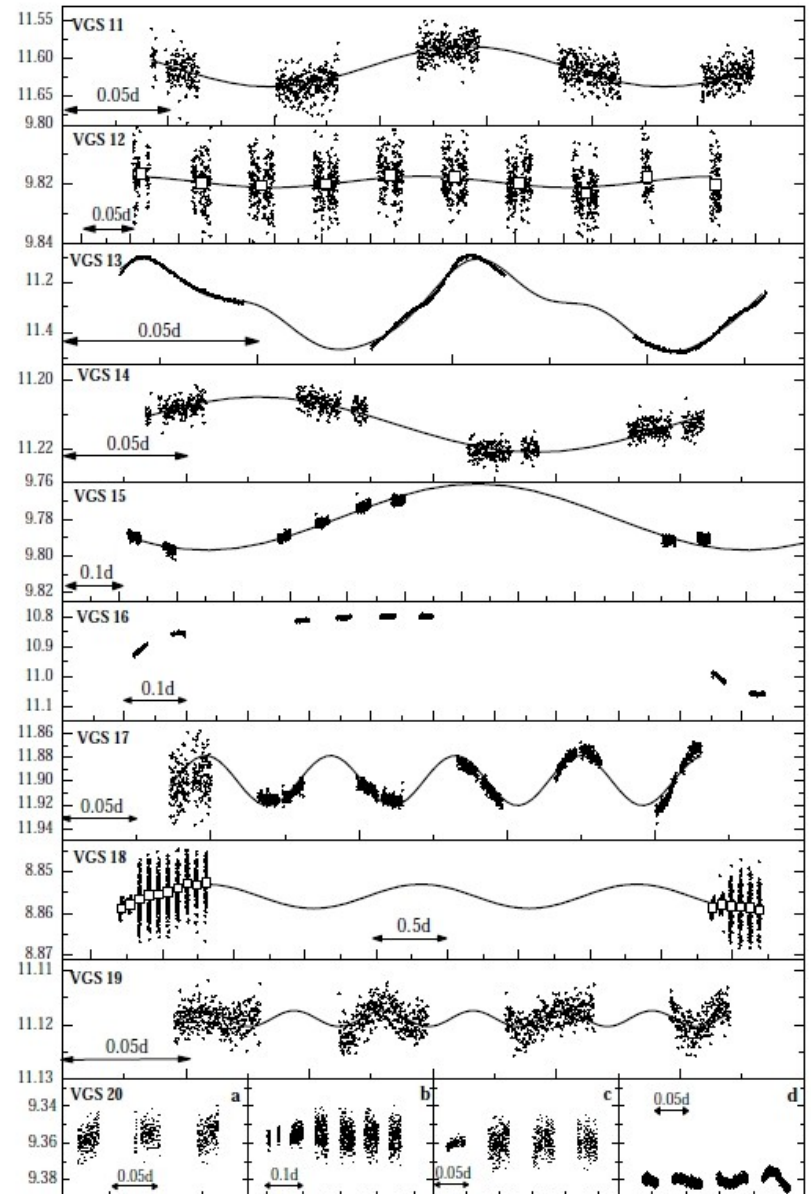 11.55
VGS 11
11.60
11.65
0.05d
9.80
VGS 12
9.82
0.05d
9.84
VGS 13
11.2
11.4
0.05d
11.20
VGS 14
11.22
0.05d
9.76
VGS 15
9.78
9.80
0.1d
9.82
10.8
VGS 16
10.9
11.0
0.1d
11.1
11.86
VGS 17
11.88
11.90
11.92
0.05d
11.94
VGS 18
8.85
8.86
0.5d
8.87
11.11
VGS 19
11.12
0.05d
11.13
VGS 20 a b c d
9.34
0.05d
9.36
9.38
0.05d 0.1d 0.05d